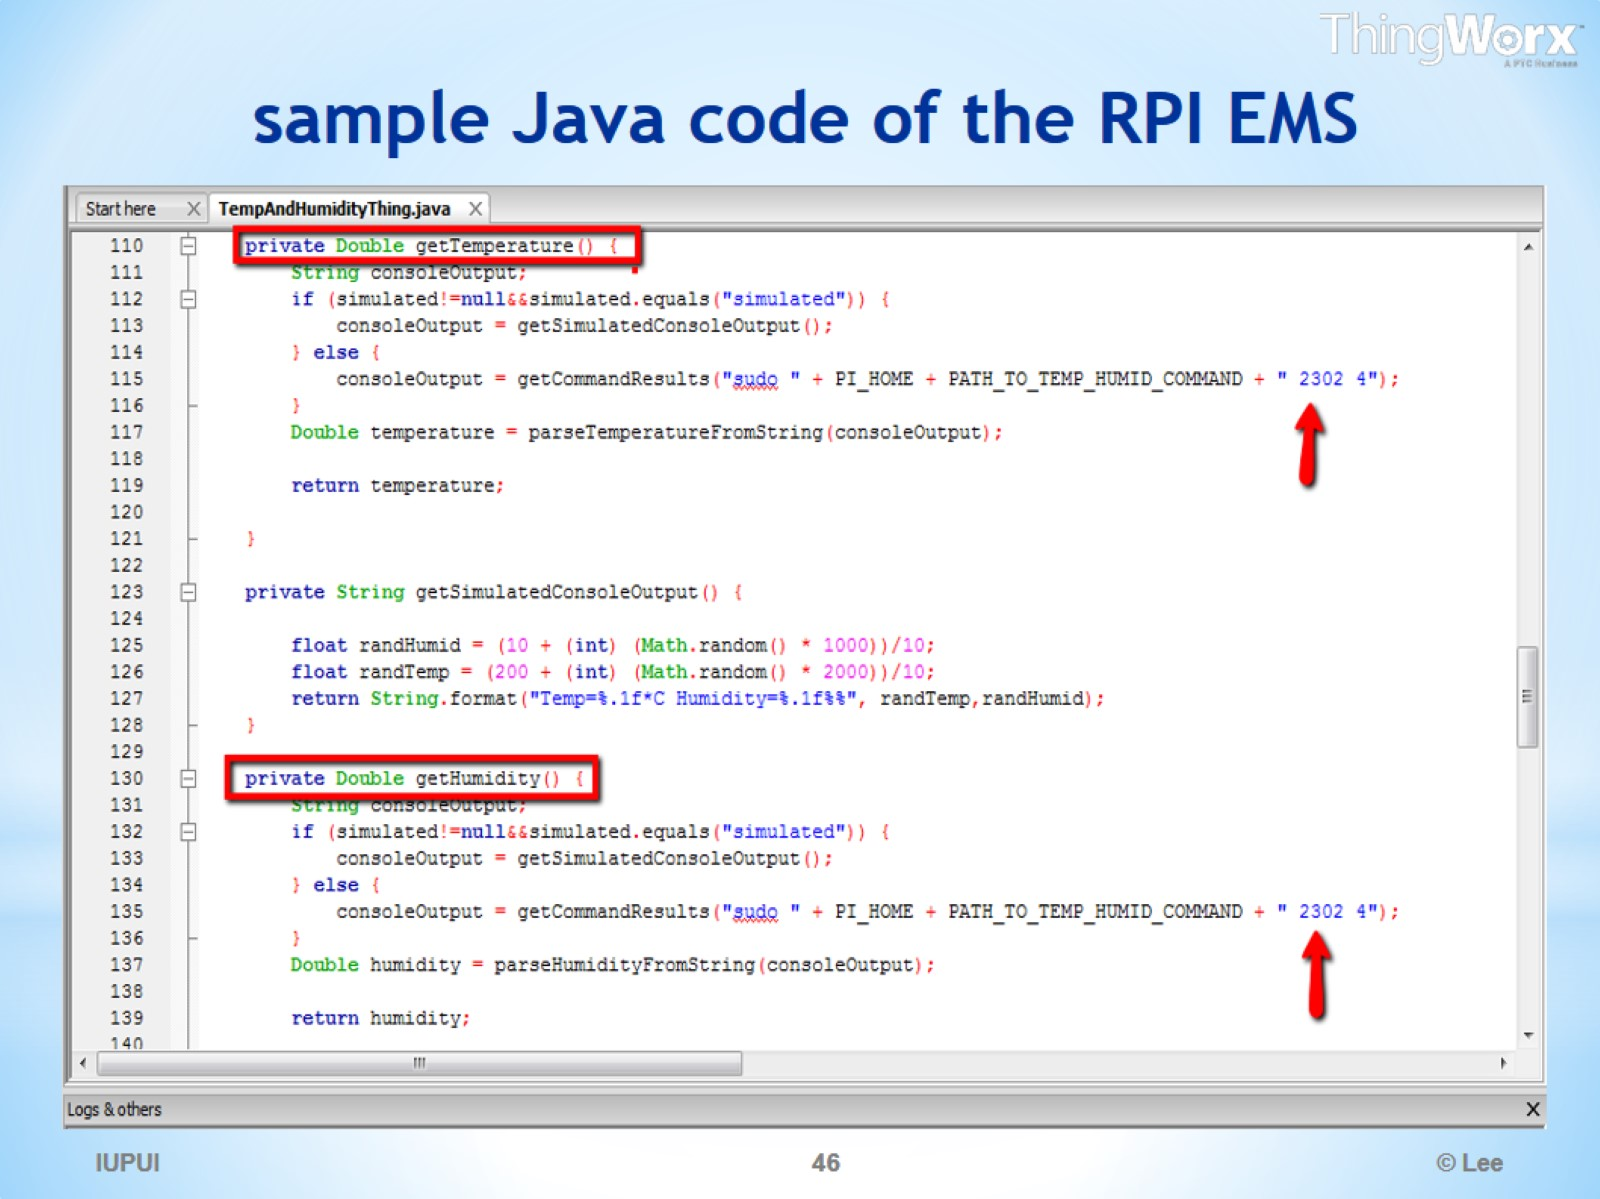 ThingWorx
A PTC Business
sample Java code of the RPI EMS
Start here X TempAndHumidityThing.java X
110 private Double getTemperature() {
111 String consoleOutput;
112 if (simulated!=null&&simulated.equals("simulated")) {
113 consoleOutput = getSimulatedConsoleOutput();
114 } else {
115 consoleOutput = getCommandResults("sudo " + PI_HOME + PATH_TO_TEMP_HUMID_COMMAND + " 2302 4");
116 }
117 Double temperature = parseTemperatureFromString(consoleOutput);
118
119 return temperature;
120
121 }
122
123 private String getSimulatedConsoleOutput() {
124
125 float randHumid = (10 + (int) (Math.random() * 1000))/10;
126 float randTemp = (200 + (int) (Math.random() * 2000))/10;
127 return String.format("Temp=%.1f*C Humidity=%.1f%%", randTemp,randHumid);
128 }
129
130 private Double getHumidity() {
131 String consoleOutput;
132 if (simulated!=null&&simulated.equals("simulated")) {
133 consoleOutput = getSimulatedConsoleOutput();
134 } else {
135 consoleOutput = getCommandResults("sudo " + PI_HOME + PATH_TO_TEMP_HUMID_COMMAND + " 2302 4");
136 }
137 Double humidity = parseHumidityFromString(consoleOutput);
138
139 return humidity;
140
Logs & others X
IUPUI 46 © Lee